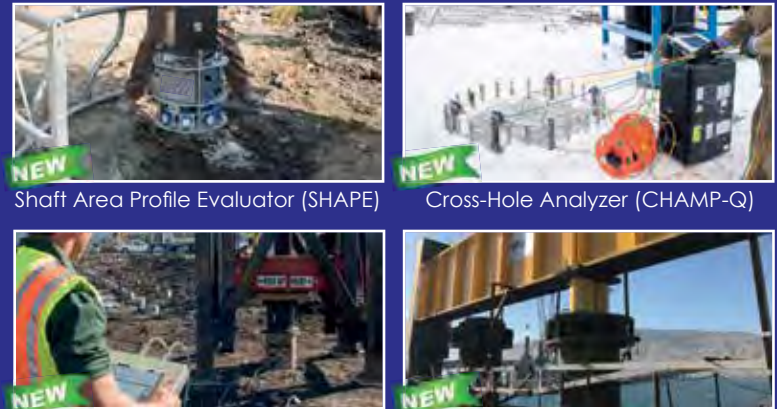 NEW
NEW
Shaft Area Profile Evaluator (SHAPE)
Cross-Hole Analyzer (CHAMP-Q)
NEW
NEW